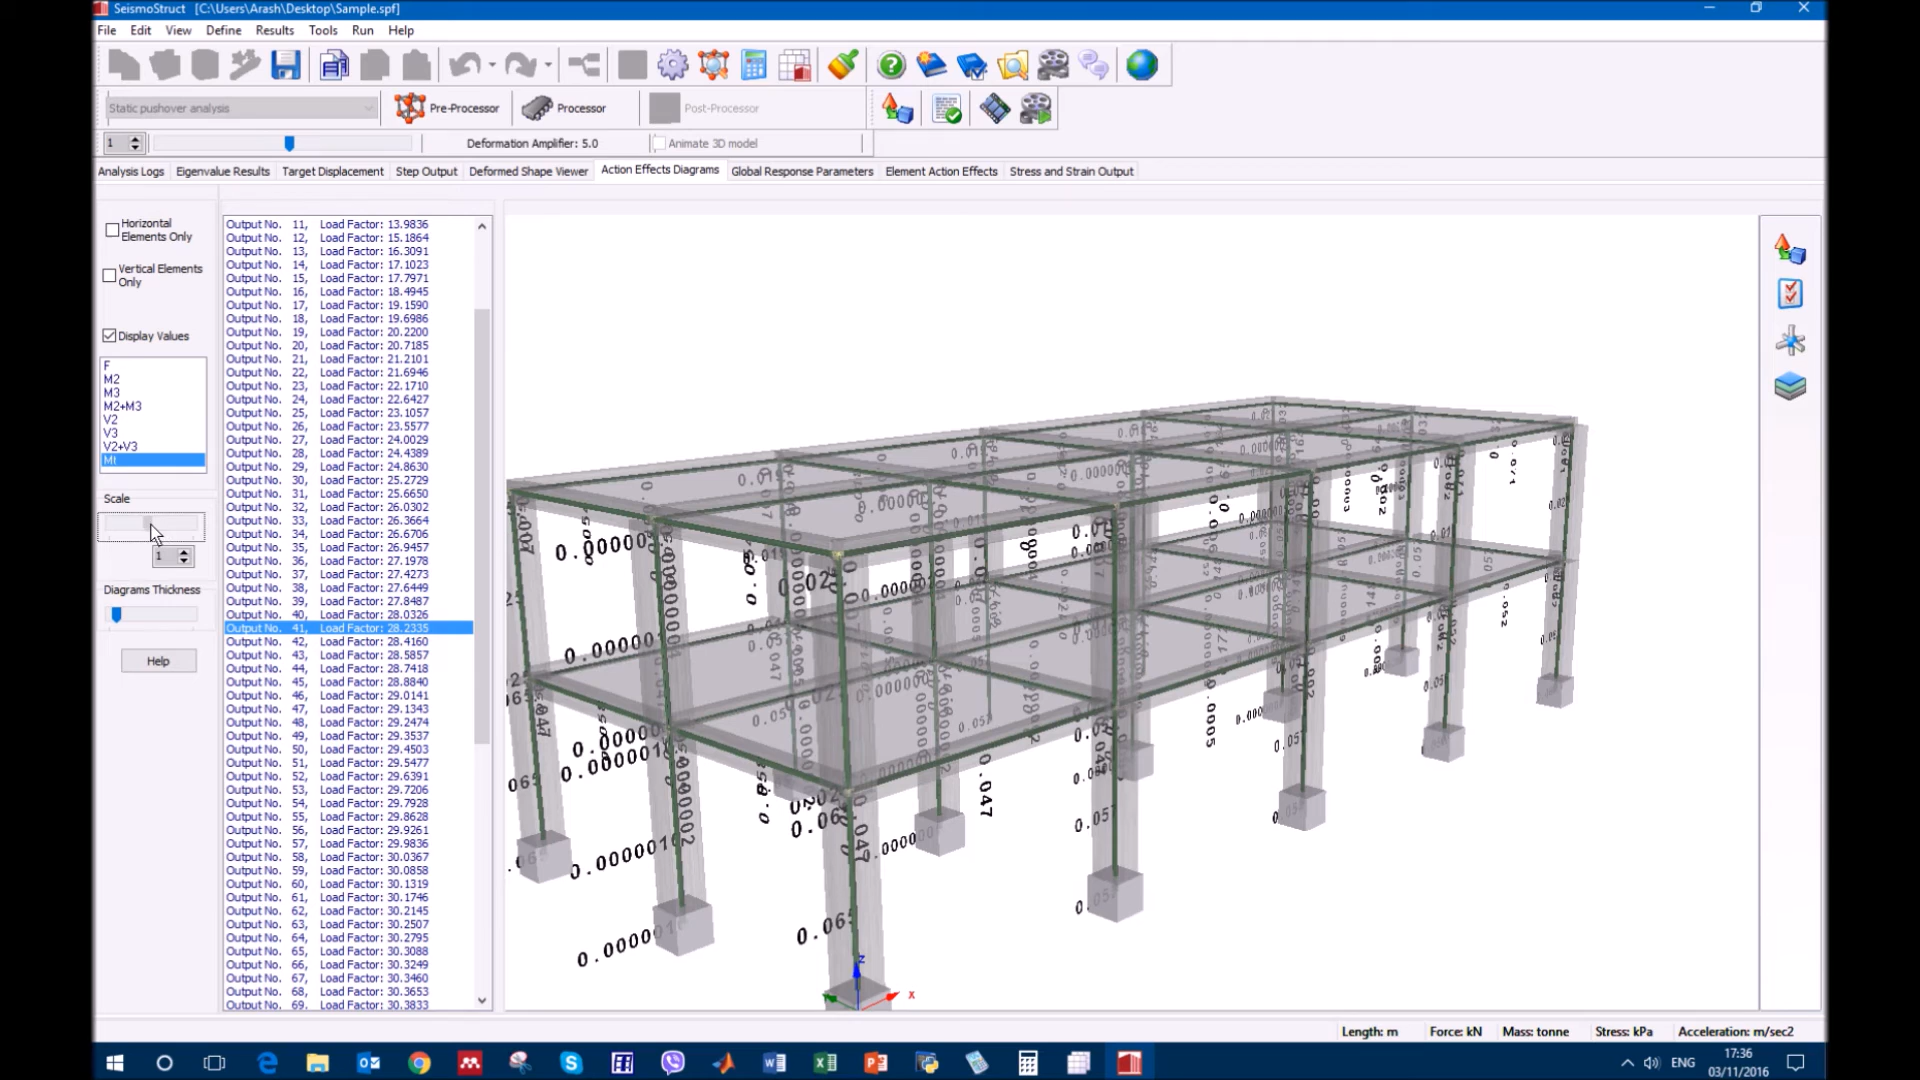 SeismoStruct [C:\Users\Arash\Desktop\Sample.spf]
File Edit View Define Results Tools Run Help
Static pushover analysis Pre-Processor Processor Post-Processor
1 Deformation Amplifier: 5.0 Animate 3D model
Analysis Logs Eigenvalue Results Target Displacement Step Output Deformed Shape Viewer Action Effects Diagrams Global Response Parameters Element Action Effects Stress and Strain Output
Horizontal
Elements Only
Vertical Elements
Only
Display Values
F
M2
M3
M2+M3
V2
V3
V2+V3
Mt
Scale
1
Diagrams Thickness
Help
Output No. 11, Load Factor: 13.9836
Output No. 12, Load Factor: 15.1864
Output No. 13, Load Factor: 16.3091
Output No. 14, Load Factor: 17.1023
Output No. 15, Load Factor: 17.7971
Output No. 16, Load Factor: 18.4945
Output No. 17, Load Factor: 19.1590
Output No. 18, Load Factor: 19.6986
Output No. 19, Load Factor: 20.2200
Output No. 20, Load Factor: 20.7185
Output No. 21, Load Factor: 21.2101
Output No. 22, Load Factor: 21.6946
Output No. 23, Load Factor: 22.1710
Output No. 24, Load Factor: 22.6427
Output No. 25, Load Factor: 23.1057
Output No. 26, Load Factor: 23.5577
Output No. 27, Load Factor: 24.0029
Output No. 28, Load Factor: 24.4389
Output No. 29, Load Factor: 24.8630
Output No. 30, Load Factor: 25.2729
Output No. 31, Load Factor: 25.6650
Output No. 32, Load Factor: 26.0302
Output No. 33, Load Factor: 26.3664
Output No. 34, Load Factor: 26.6706
Output No. 35, Load Factor: 26.9457
Output No. 36, Load Factor: 27.1978
Output No. 37, Load Factor: 27.4273
Output No. 38, Load Factor: 27.6449
Output No. 39, Load Factor: 27.8487
Output No. 40, Load Factor: 28.0326
Output No. 41, Load Factor: 28.2335
Output No. 42, Load Factor: 28.4160
Output No. 43, Load Factor: 28.5857
Output No. 44, Load Factor: 28.7418
Output No. 45, Load Factor: 28.8840
Output No. 46, Load Factor: 29.0141
Output No. 47, Load Factor: 29.1343
Output No. 48, Load Factor: 29.2474
Output No. 49, Load Factor: 29.3537
Output No. 50, Load Factor: 29.4503
Output No. 51, Load Factor: 29.5477
Output No. 52, Load Factor: 29.6391
Output No. 53, Load Factor: 29.7206
Output No. 54, Load Factor: 29.7928
Output No. 55, Load Factor: 29.8628
Output No. 56, Load Factor: 29.9261
Output No. 57, Load Factor: 29.9836
Output No. 58, Load Factor: 30.0367
Output No. 59, Load Factor: 30.0858
Output No. 60, Load Factor: 30.1319
Output No. 61, Load Factor: 30.1746
Output No. 62, Load Factor: 30.2145
Output No. 63, Load Factor: 30.2507
Output No. 64, Load Factor: 30.2795
Output No. 65, Load Factor: 30.3088
Output No. 66, Load Factor: 30.3249
Output No. 67, Load Factor: 30.3460
Output No. 68, Load Factor: 30.3653
Output No. 69, Load Factor: 30.3833
0.047
0.0005
0.052
z
x
Length: m Force: kN Mass: tonne Stress: kPa Acceleration: m/sec2
ENG
17:36
03/11/2016